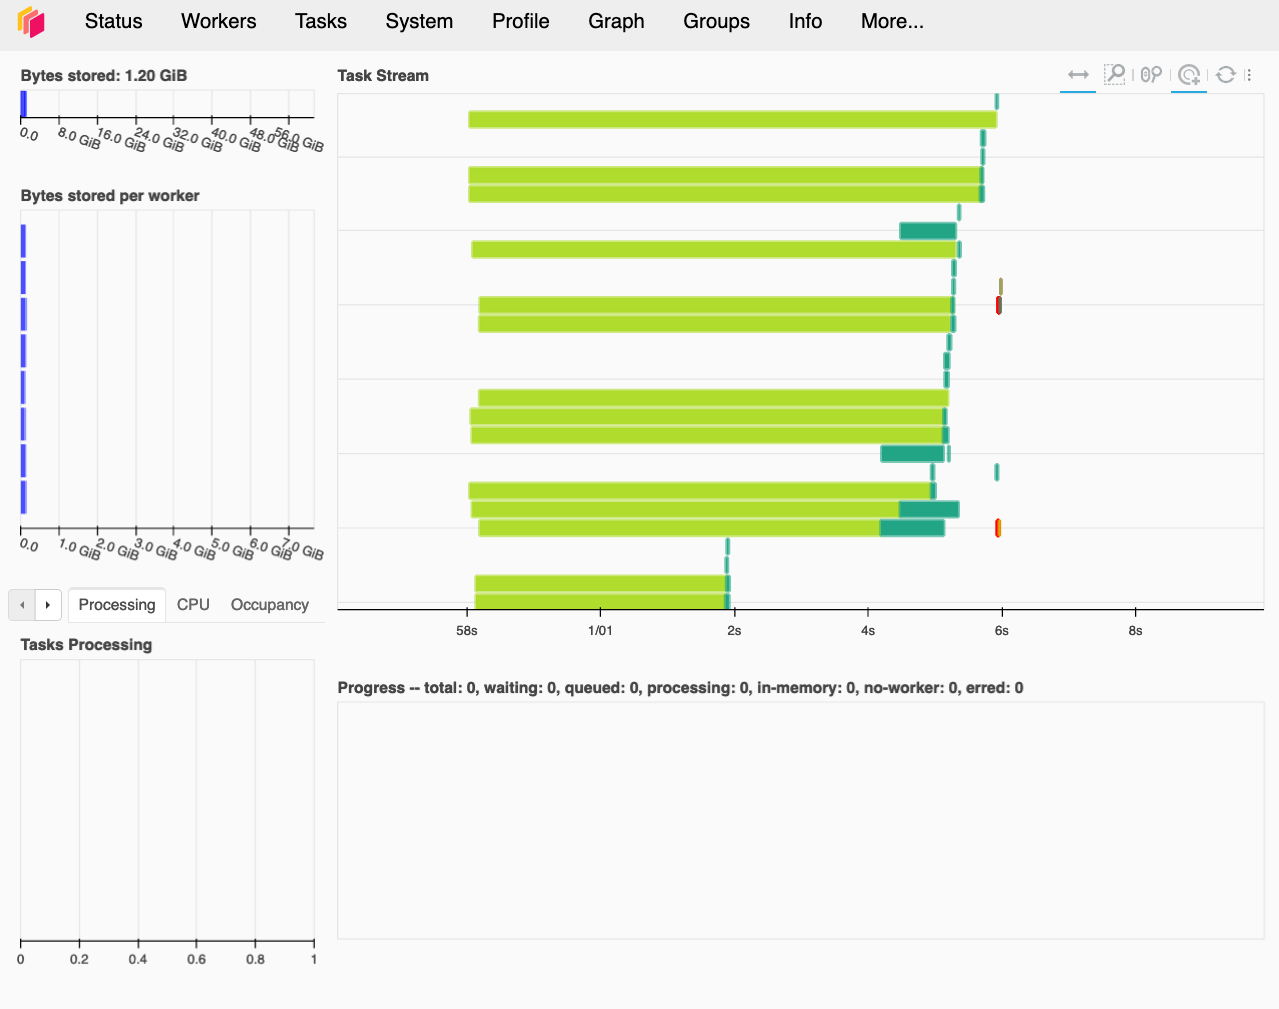 Status Workers Tasks System Profile Graph Groups Info More...
Bytes stored: 1.20 GiB
0.0 8.0 GiB 16.0 GiB 24.0 GiB 32.0 GiB 40.0 GiB 48.0 GiB 56.0 GiB
Bytes stored per worker
0.0 1.0 GiB 2.0 GiB 3.0 GiB 4.0 GiB 5.0 GiB 6.0 GiB 7.0 GiB
Processing CPU Occupancy
Tasks Processing
0 0.2 0.4 0.6 0.8 1
Task Stream
58s 1/01 2s 4s 6s 8s
Progress -- total: 0, waiting: 0, queued: 0, processing: 0, in-memory: 0, no-worker: 0, erred: 0